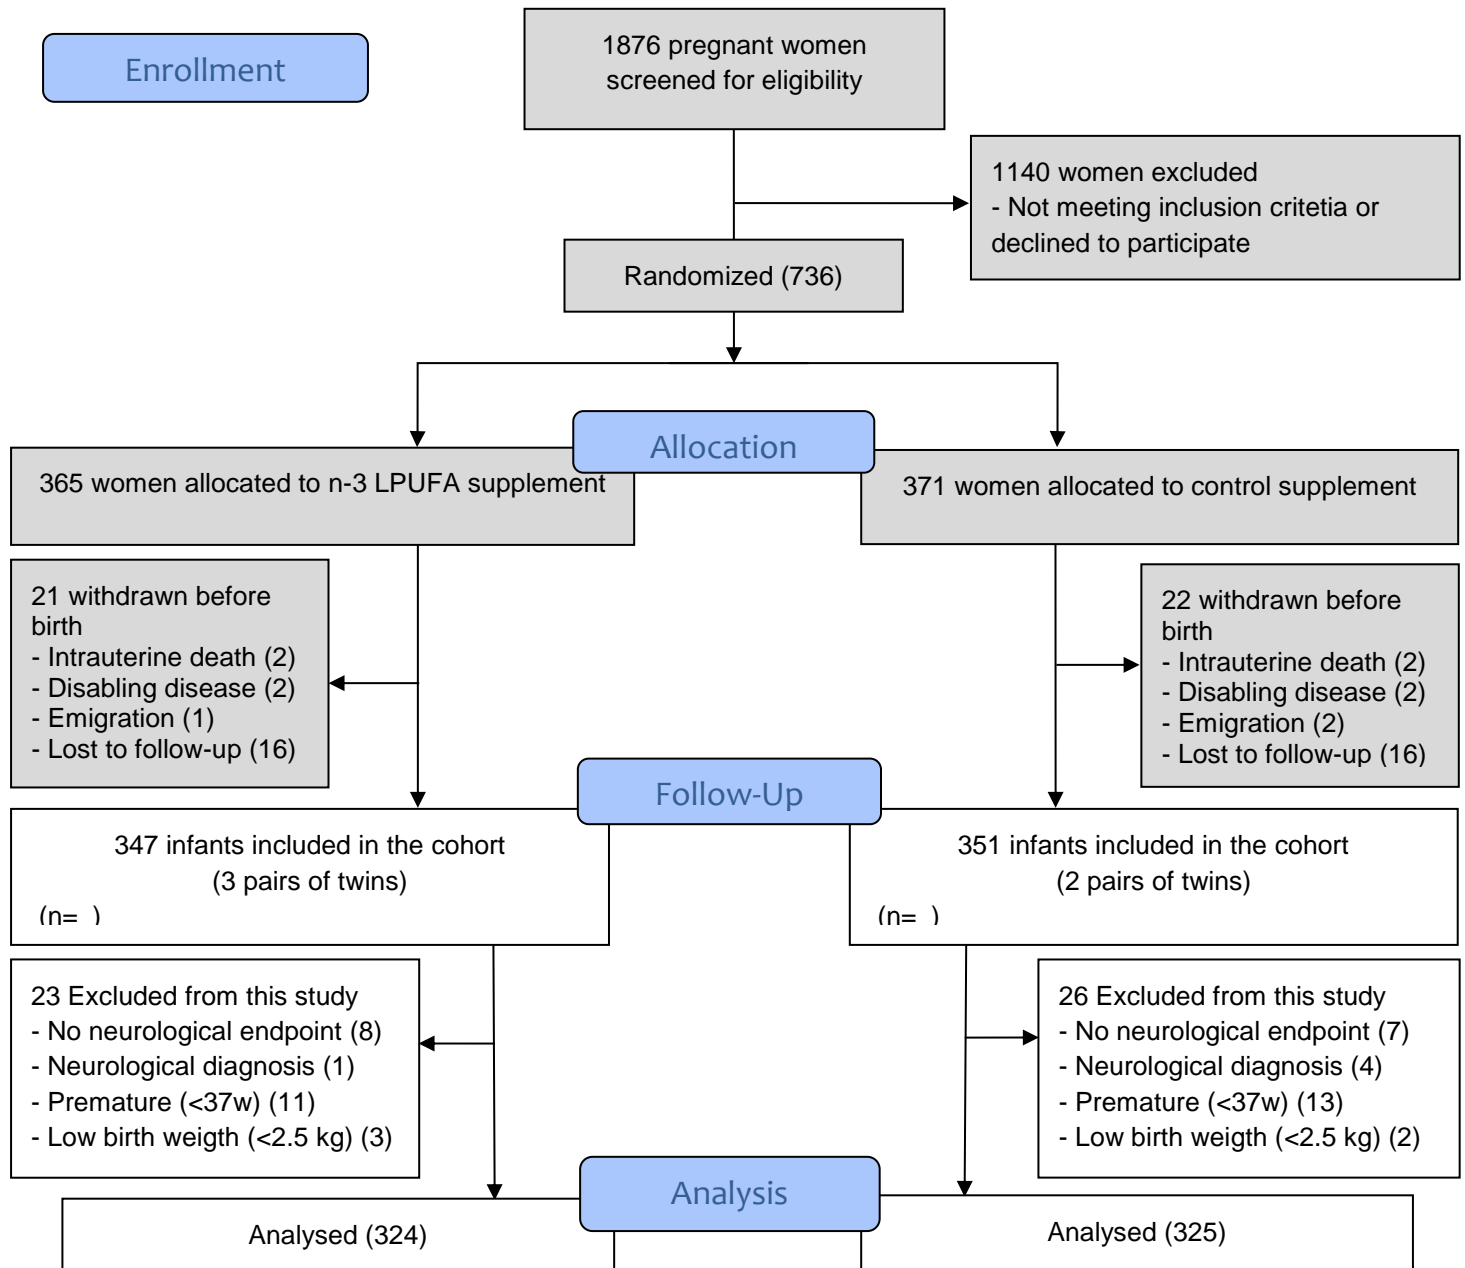 Enrollment
1876 pregnant women
screened for eligibility
1140 women excluded
- Not meeting inclusion critetia or
declined to participate
Randomized (736)
Allocation
365 women allocated to n-3 LPUFA supplement
371 women allocated to control supplement
21 withdrawn before
birth
- Intrauterine death (2)
- Disabling disease (2)
- Emigration (1)
- Lost to follow-up (16)
22 withdrawn before
birth
- Intrauterine death (2)
- Disabling disease (2)
- Emigration (2)
- Lost to follow-up (16)
Follow-Up
347 infants included in the cohort
(3 pairs of twins)
(n= )
351 infants included in the cohort
(2 pairs of twins)
(n= )
23 Excluded from this study
- No neurological endpoint (8)
- Neurological diagnosis (1)
- Premature (<37w) (11)
- Low birth weigth (<2.5 kg) (3)
26 Excluded from this study
- No neurological endpoint (7)
- Neurological diagnosis (4)
- Premature (<37w) (13)
- Low birth weigth (<2.5 kg) (2)
Analysis
Analysed (324)
Analysed (325)